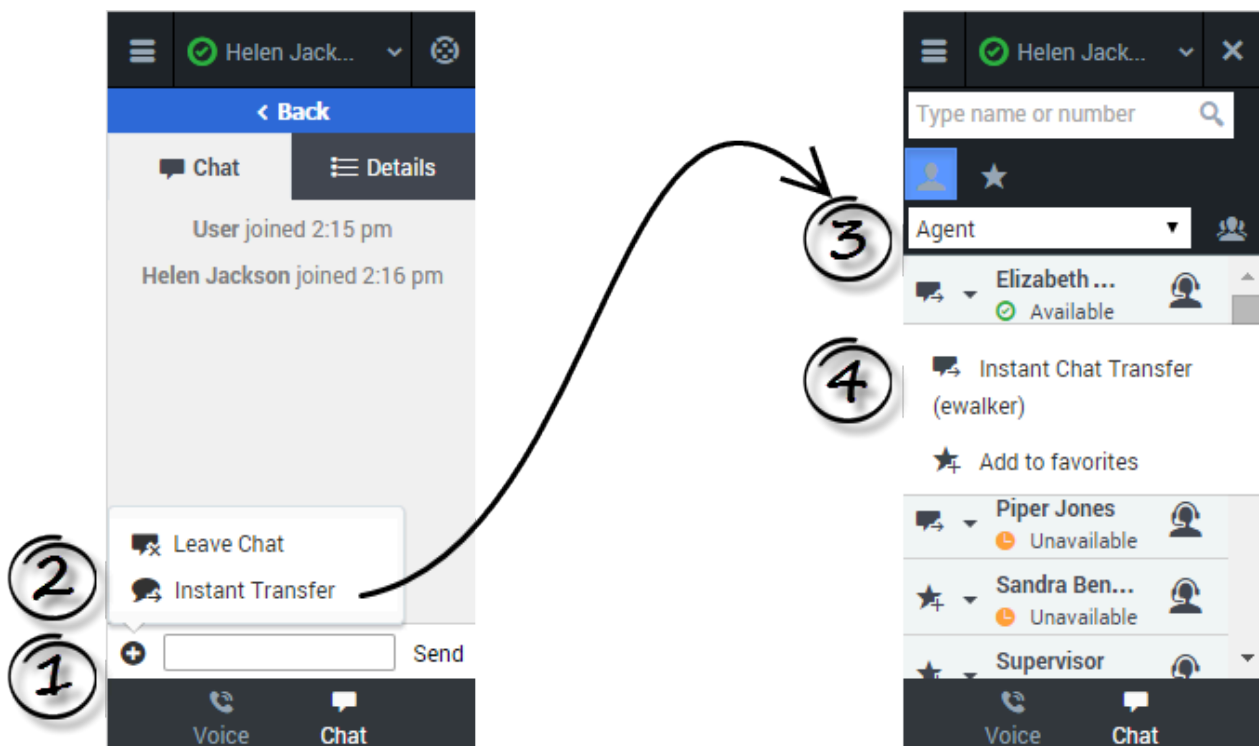 Helen Jack...
Back
Chat
Details
User joined 2:15 pm
Helen Jackson joined 2:16 pm
Leave Chat
2
Instant Transfer
1
Send
Voice
Chat
Helen Jack...
Type name or number
3
Agent
Elizabeth ...
Available
4
Instant Chat Transfer
(ewalker)
Add to favorites
Piper Jones
Unavailable
Sandra Ben...
Unavailable
Supervisor
Voice
Chat